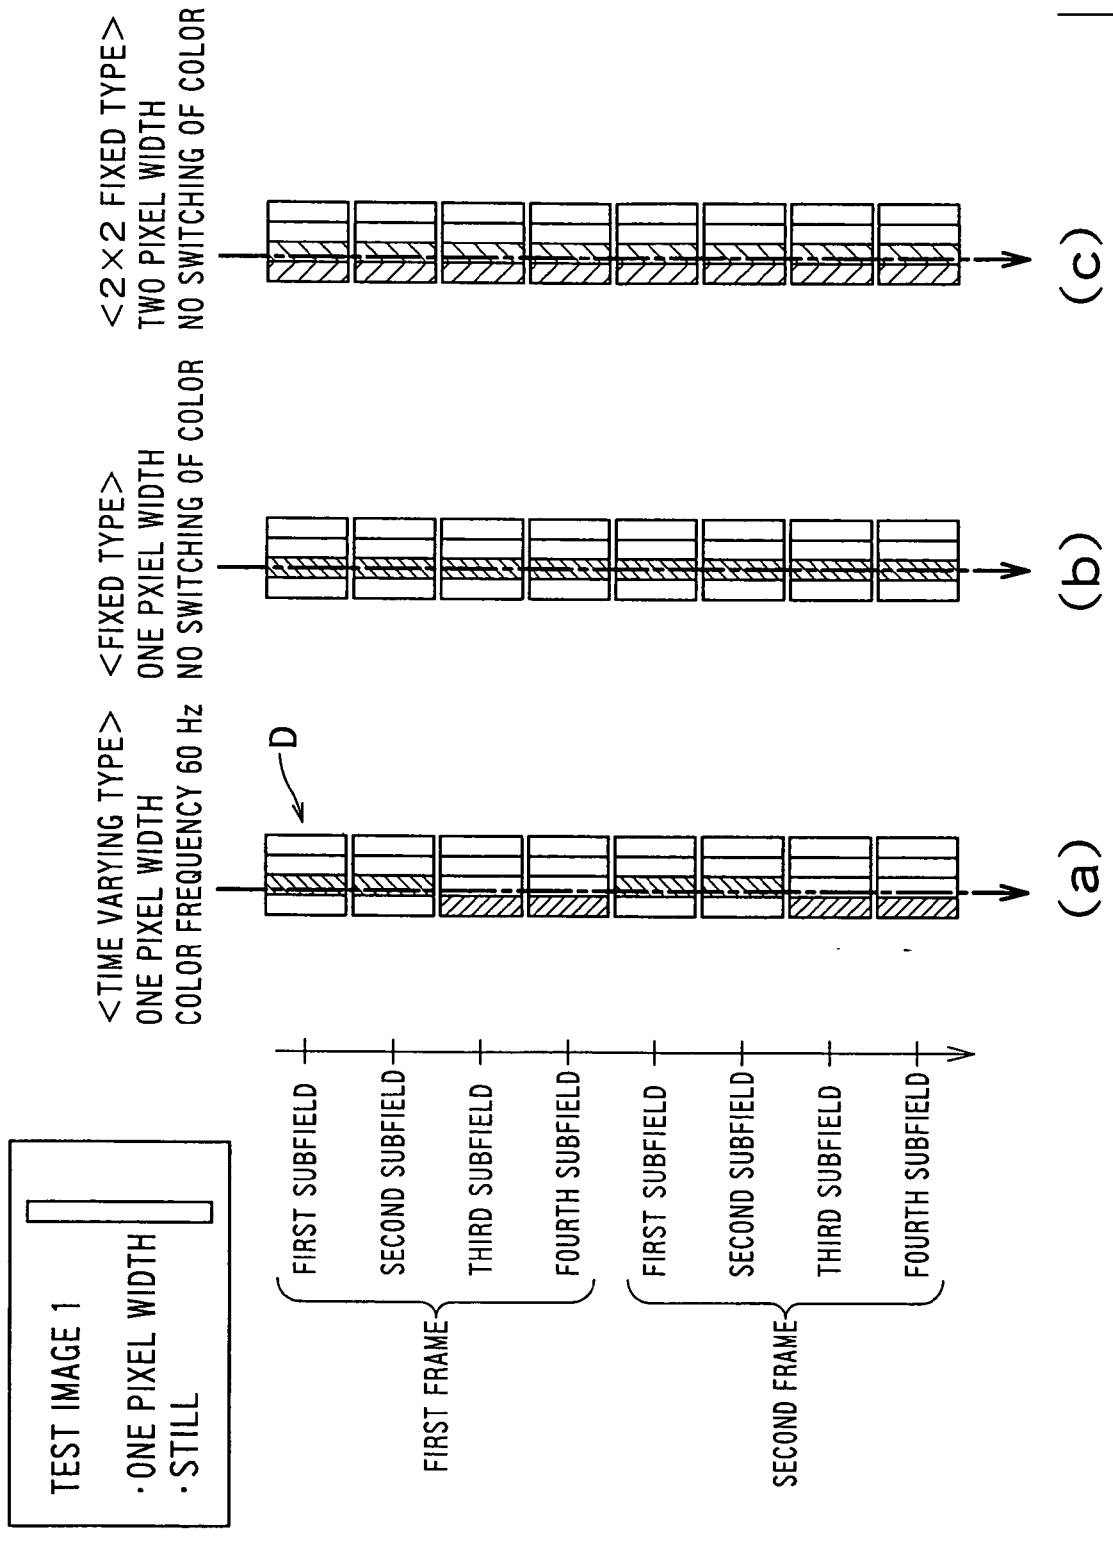 TEST IMAGE 1
·ONE PIXEL WIDTH
·STILL
<TIME VARYING TYPE>
ONE PIXEL WIDTH
COLOR FREQUENCY 60 Hz
<FIXED TYPE>
ONE PXIEL WIDTH
NO SWITCHING OF COLOR
<2×2 FIXED TYPE>
TWO PIXEL WIDTH
NO SWITCHING OF COLOR
D
FIRST FRAME
FIRST SUBFIELD
SECOND SUBFIELD
THIRD SUBFIELD
FOURTH SUBFIELD
SECOND FRAME
FIRST SUBFIELD
SECOND SUBFIELD
THIRD SUBFIELD
FOURTH SUBFIELD
(a)
(b)
(c)